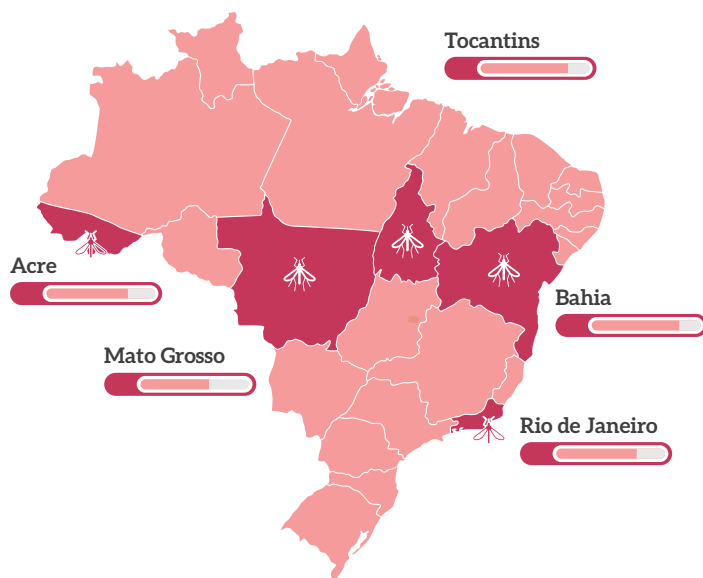 Tocantins
Acre
Bahia
Mato Grosso
Rio de Janeiro